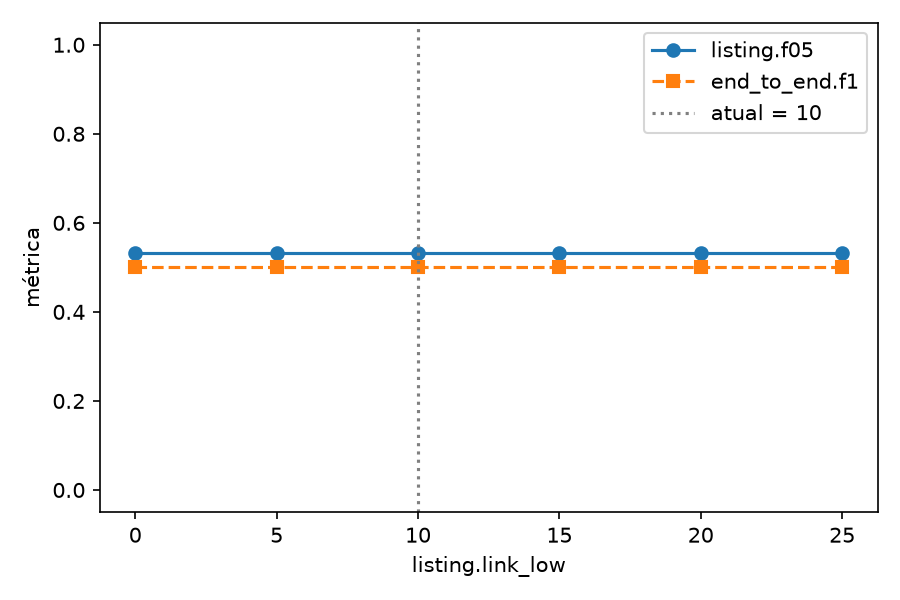 1.0
0.8
0.6
0.4
0.2
0.0
métrica
listing.f05
end_to_end.f1
atual = 10
0 5 10 15 20 25
listing.link_low